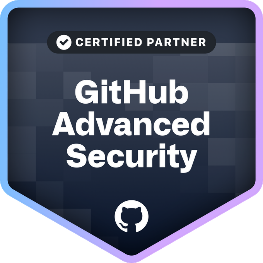 CERTIFIED PARTNER
GitHub
Advanced
Security